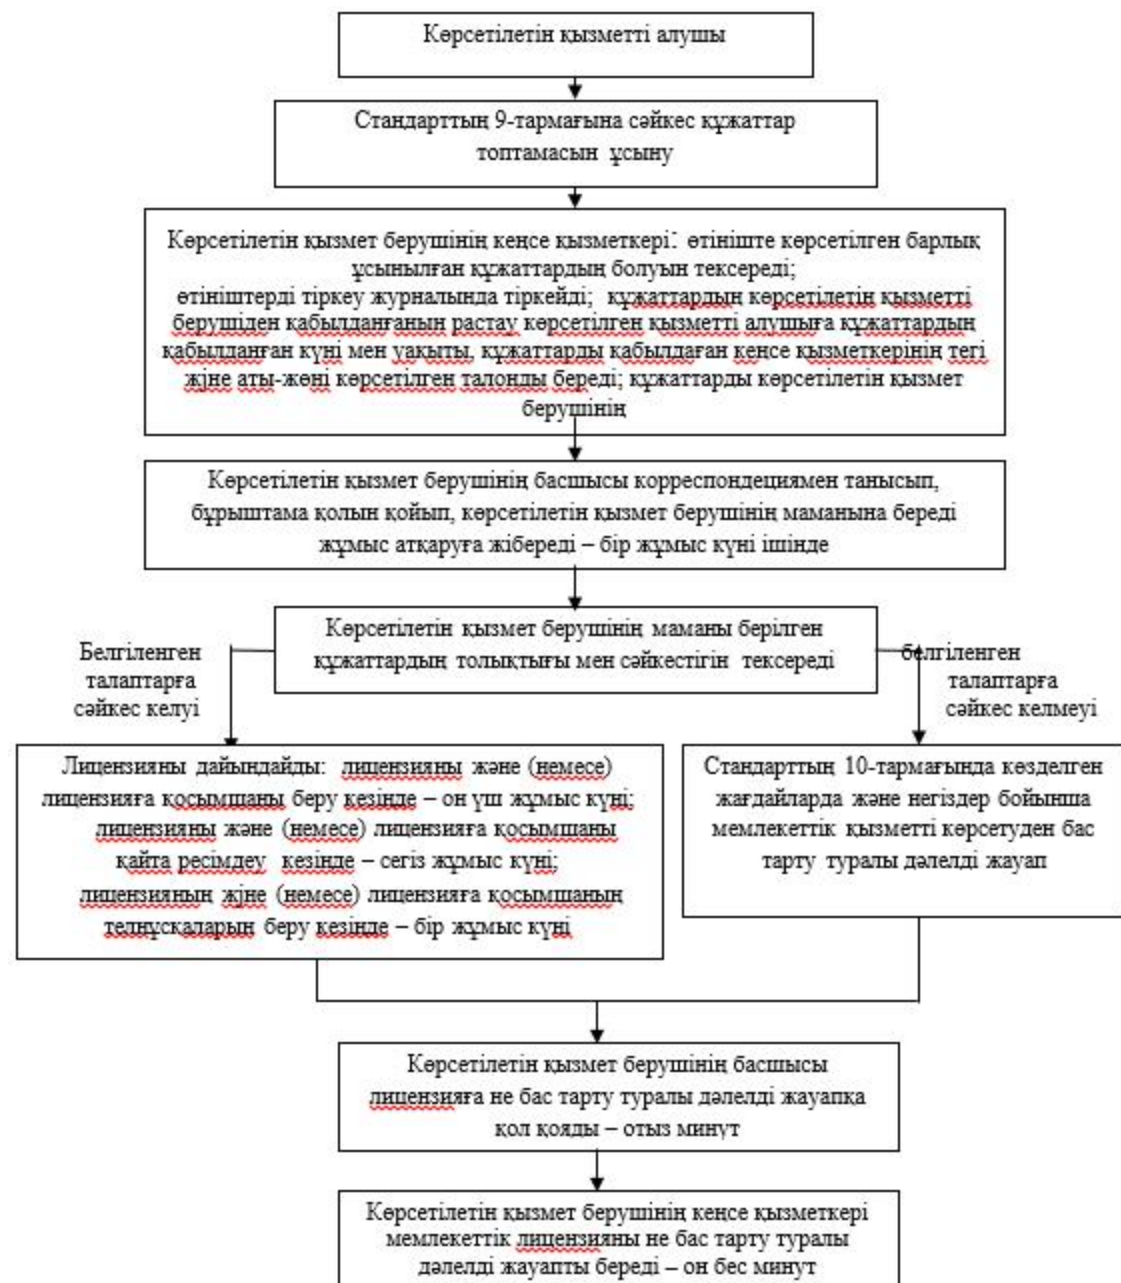 Көрсетілетін қызметті алушы
Стандарттың 9-тармағына сәйкес құжаттар
топтамасын ұсыну
Көрсетілетін қызмет берушінің кеңсе қызметкері: өтініште көрсетілген барлық
ұсынылған құжаттардың болуын тексереді;
өтініштерді тіркеу журналында тіркейді; құжаттардың көрсетілетін қызметті
берушіден қабылданғанын растау көрсетілген қызметті алушыға құжаттардың
қабылданған күні мен уақыты, құжаттарды қабылдаған кеңсе қызметкерінің тегі
жјне аты-жөні көрсетілген талонды береді; құжаттарды көрсетілетін қызмет
берушінің
Көрсетілетін қызмет берушінің басшысы корреспондециямен танысып,
бұрыштама қолын қойып, көрсетілетін қызмет берушінің маманына береді
жұмыс атқаруға жібереді – бір жұмыс күні ішінде
Көрсетілетін қызмет берушінің маманы берілген
құжаттардың толықтығы мен сәйкестігін тексереді
Белгіленген
талаптарға
сәйкес келуі
белгіленген
талаптарға
сәйкес келмеуі
Лицензияны дайындайды: лицензияны және (немесе)
лицензияға қосымшаны беру кезінде – он үш жұмыс күні;
лицензияны және (немесе) лицензияға қосымшаны
қайта ресімдеу кезінде – сегіз жұмыс күні;
лицензияның жјне (немесе) лицензияға қосымшаның
телнұсқаларын беру кезінде – бір жұмыс күні
Стандарттың 10-тармағында көзделген
жағдайларда және негіздер бойынша
мемлекеттік қызметті көрсетуден бас
тарту туралы дәлелді жауап
Көрсетілетін қызмет берушінің басшысы
лицензияға не бас тарту туралы дәлелді жауапқа
қол қояды – отыз минут
Көрсетілетін қызмет берушінің кеңсе қызметкері
мемлекеттік лицензияны не бас тарту туралы
дәлелді жауапты береді – он бес минут